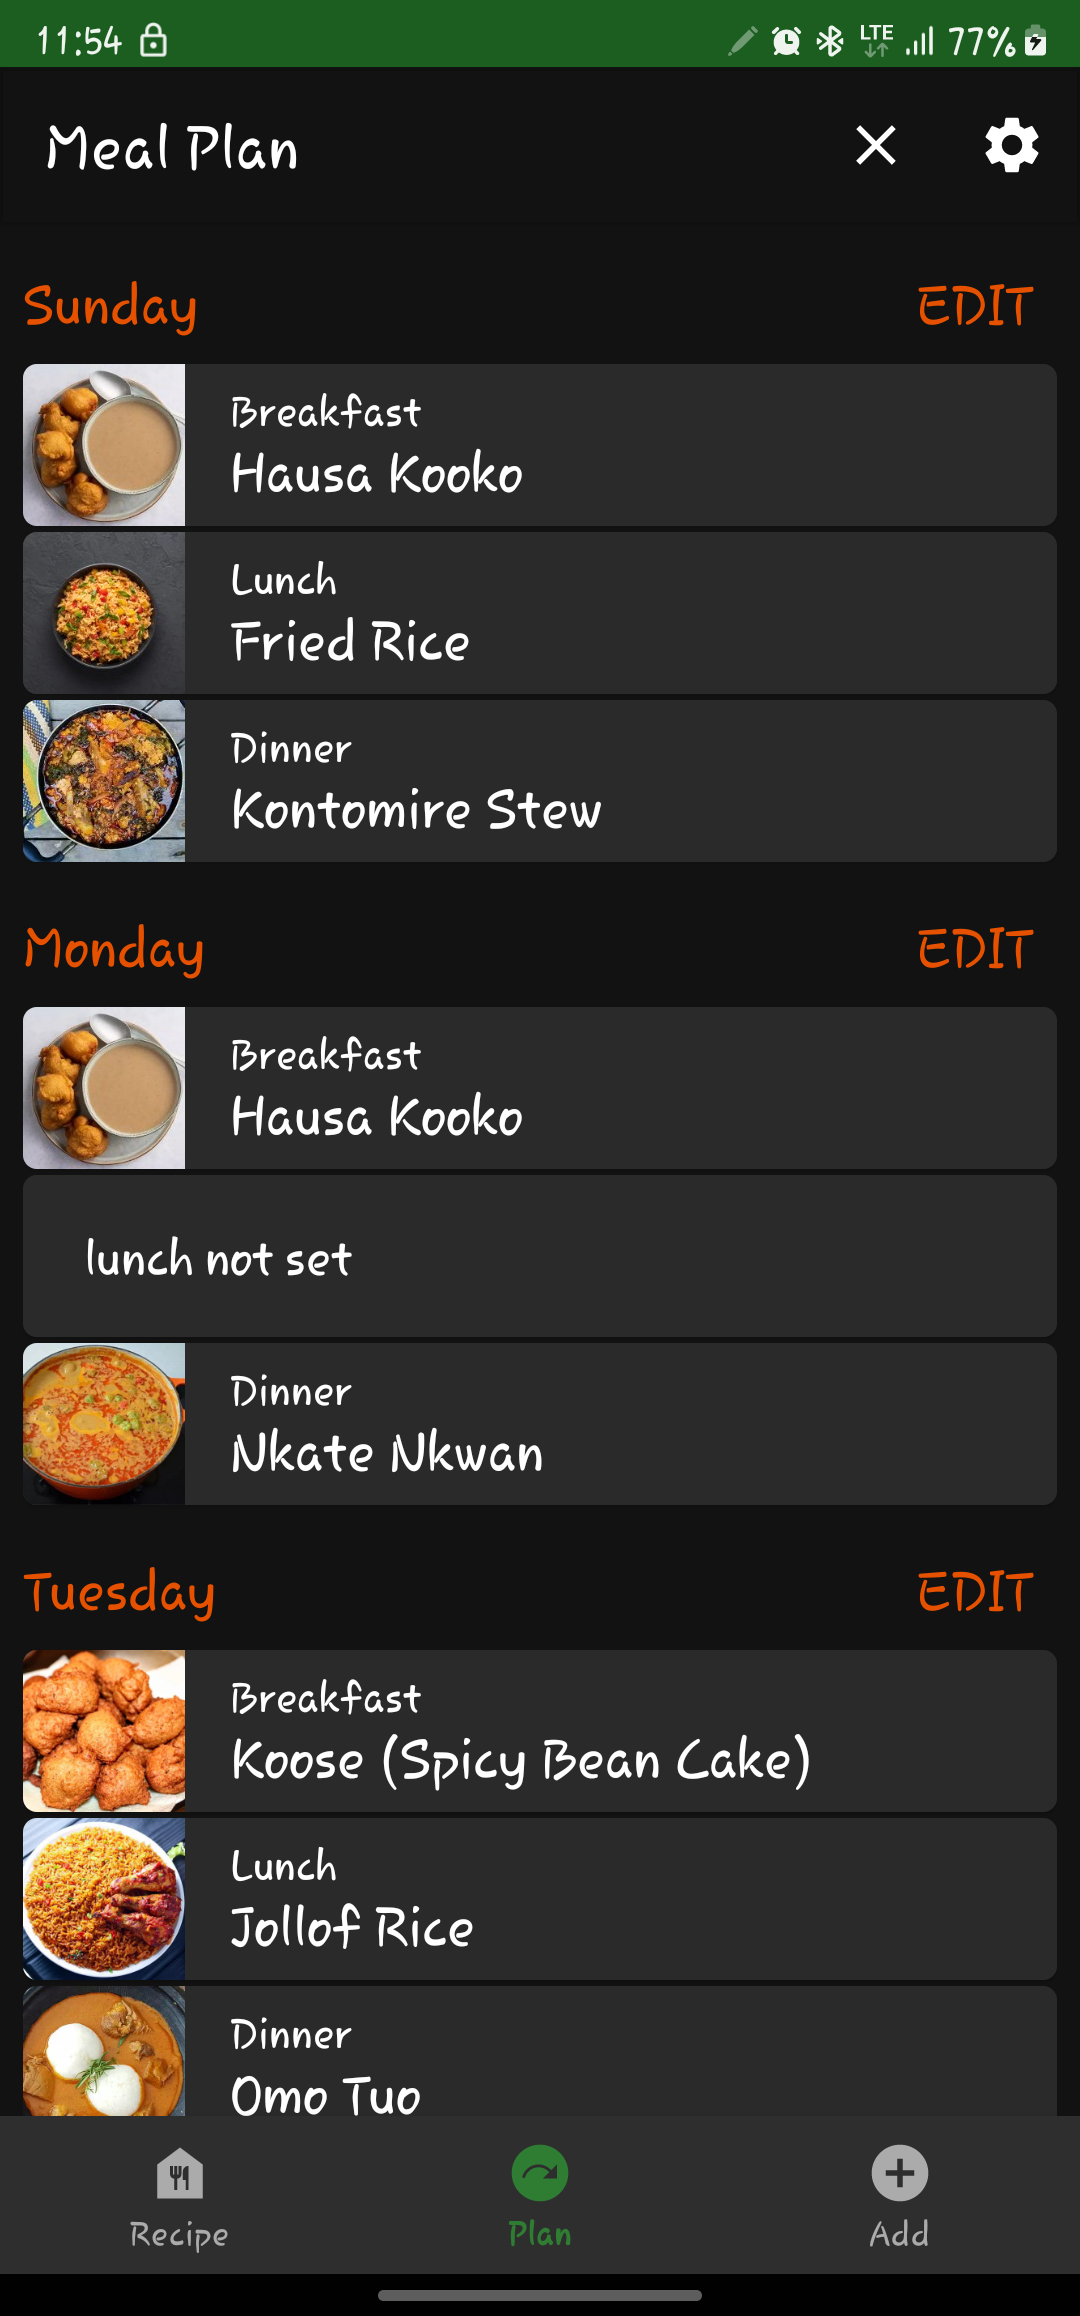 11:54
LTE
77%
Meal Plan
Sunday
EDIT
Breakfast
Hausa Kooko
Lunch
Fried Rice
Dinner
Kontomire Stew
Monday
EDIT
Breakfast
Hausa Kooko
lunch not set
Dinner
Nkate Nkwan
Tuesday
EDIT
Breakfast
Koose (Spicy Bean Cake)
Lunch
Jollof Rice
Dinner
Omo Tuo
Recipe
Plan
Add